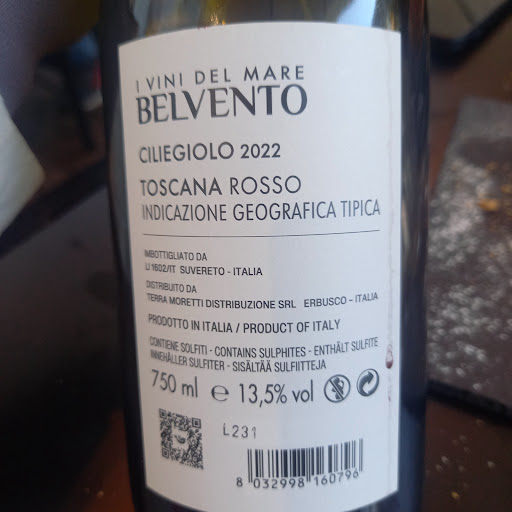 I VINI DEL MARE
BELVENTO
CILIEGIOLO 2022
TOSCANA ROSSO
INDICAZIONE GEOGRAFICA TIPICA
IMBOTTIGLIATO DA
LI 1602/IT SUVERETO - ITALIA
DISTRIBUITO DA
TERRA MORETTI DISTRIBUZIONE SRL ERBUSCO - ITALIA
PRODOTTO IN ITALIA / PRODUCT OF ITALY
CONTIENE SOLFITI - CONTAINS SULPHITES - ENTHÄLT SULFITE
INNEHÅLLER SULFITER - SISÄLTÄÄ SULFIITTEJA
750 ml e 13,5% vol
L231
8 032998 160796